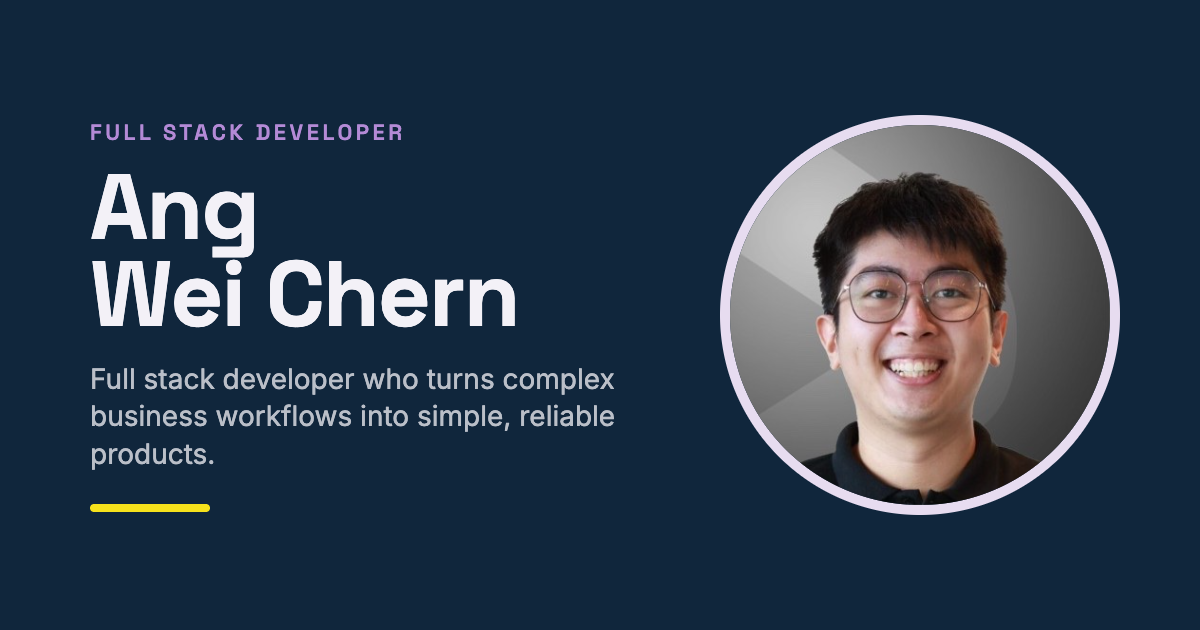 FULL STACK DEVELOPER
Ang
Wei Chern
Full stack developer who turns complex
business workflows into simple, reliable
products.